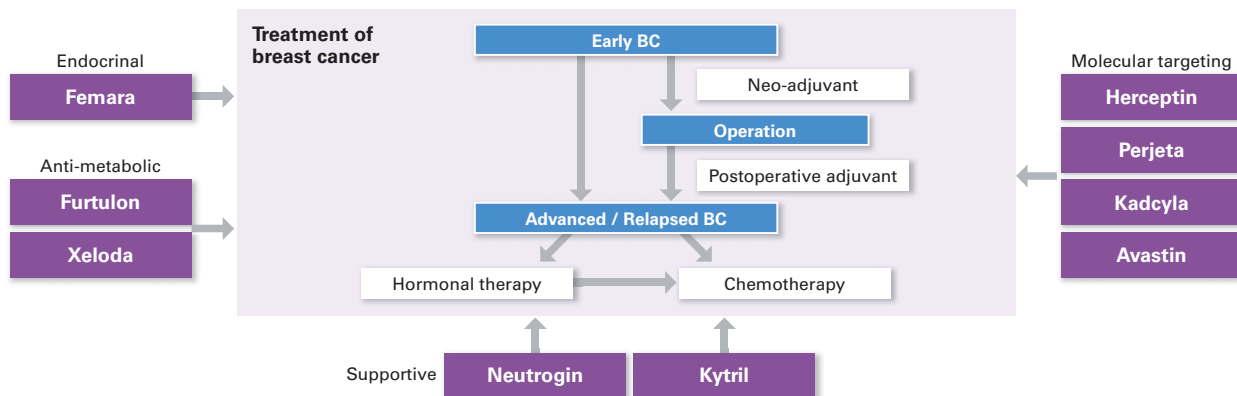 Treatment of
breast cancer
Early BC
Neo-adjuvant
Operation
Postoperative adjuvant
Advanced / Relapsed BC
Hormonal therapy
Chemotherapy
Endocrinal
Femara
Anti-metabolic
Furtulon
Xeloda
Molecular targeting
Herceptin
Perjeta
Kadcyla
Avastin
Supportive
Neutrogin
Kytril